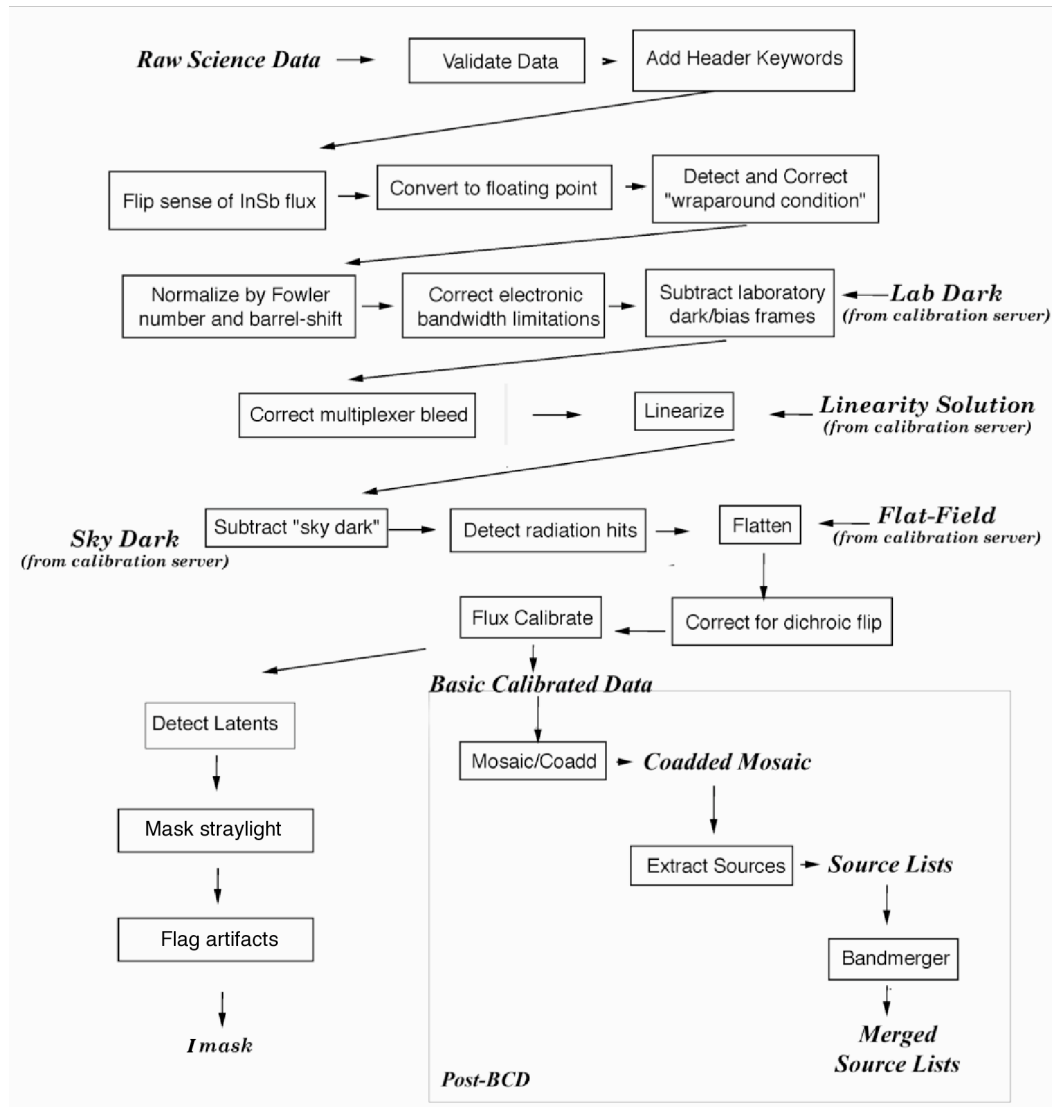 Raw Science Data
Validate Data
Add Header Keywords
Flip sense of InSb flux
Convert to floating point
Detect and Correct
"wraparound condition"
Normalize by Fowler
number and barrel-shift
Correct electronic
bandwidth limitations
Subtract laboratory
dark/bias frames
Lab Dark
(from calibration server)
Correct multiplexer bleed
Linearize
Linearity Solution
(from calibration server)
Sky Dark
(from calibration server)
Subtract "sky dark"
Detect radiation hits
Flatten
Flat-Field
(from calibration server)
Flux Calibrate
Correct for dichroic flip
Basic Calibrated Data
Detect Latents
Mask straylight
Flag artifacts
Imask
Mosaic/Coadd
Coadded Mosaic
Extract Sources
Source Lists
Bandmerger
Merged
Source Lists
Post-BCD